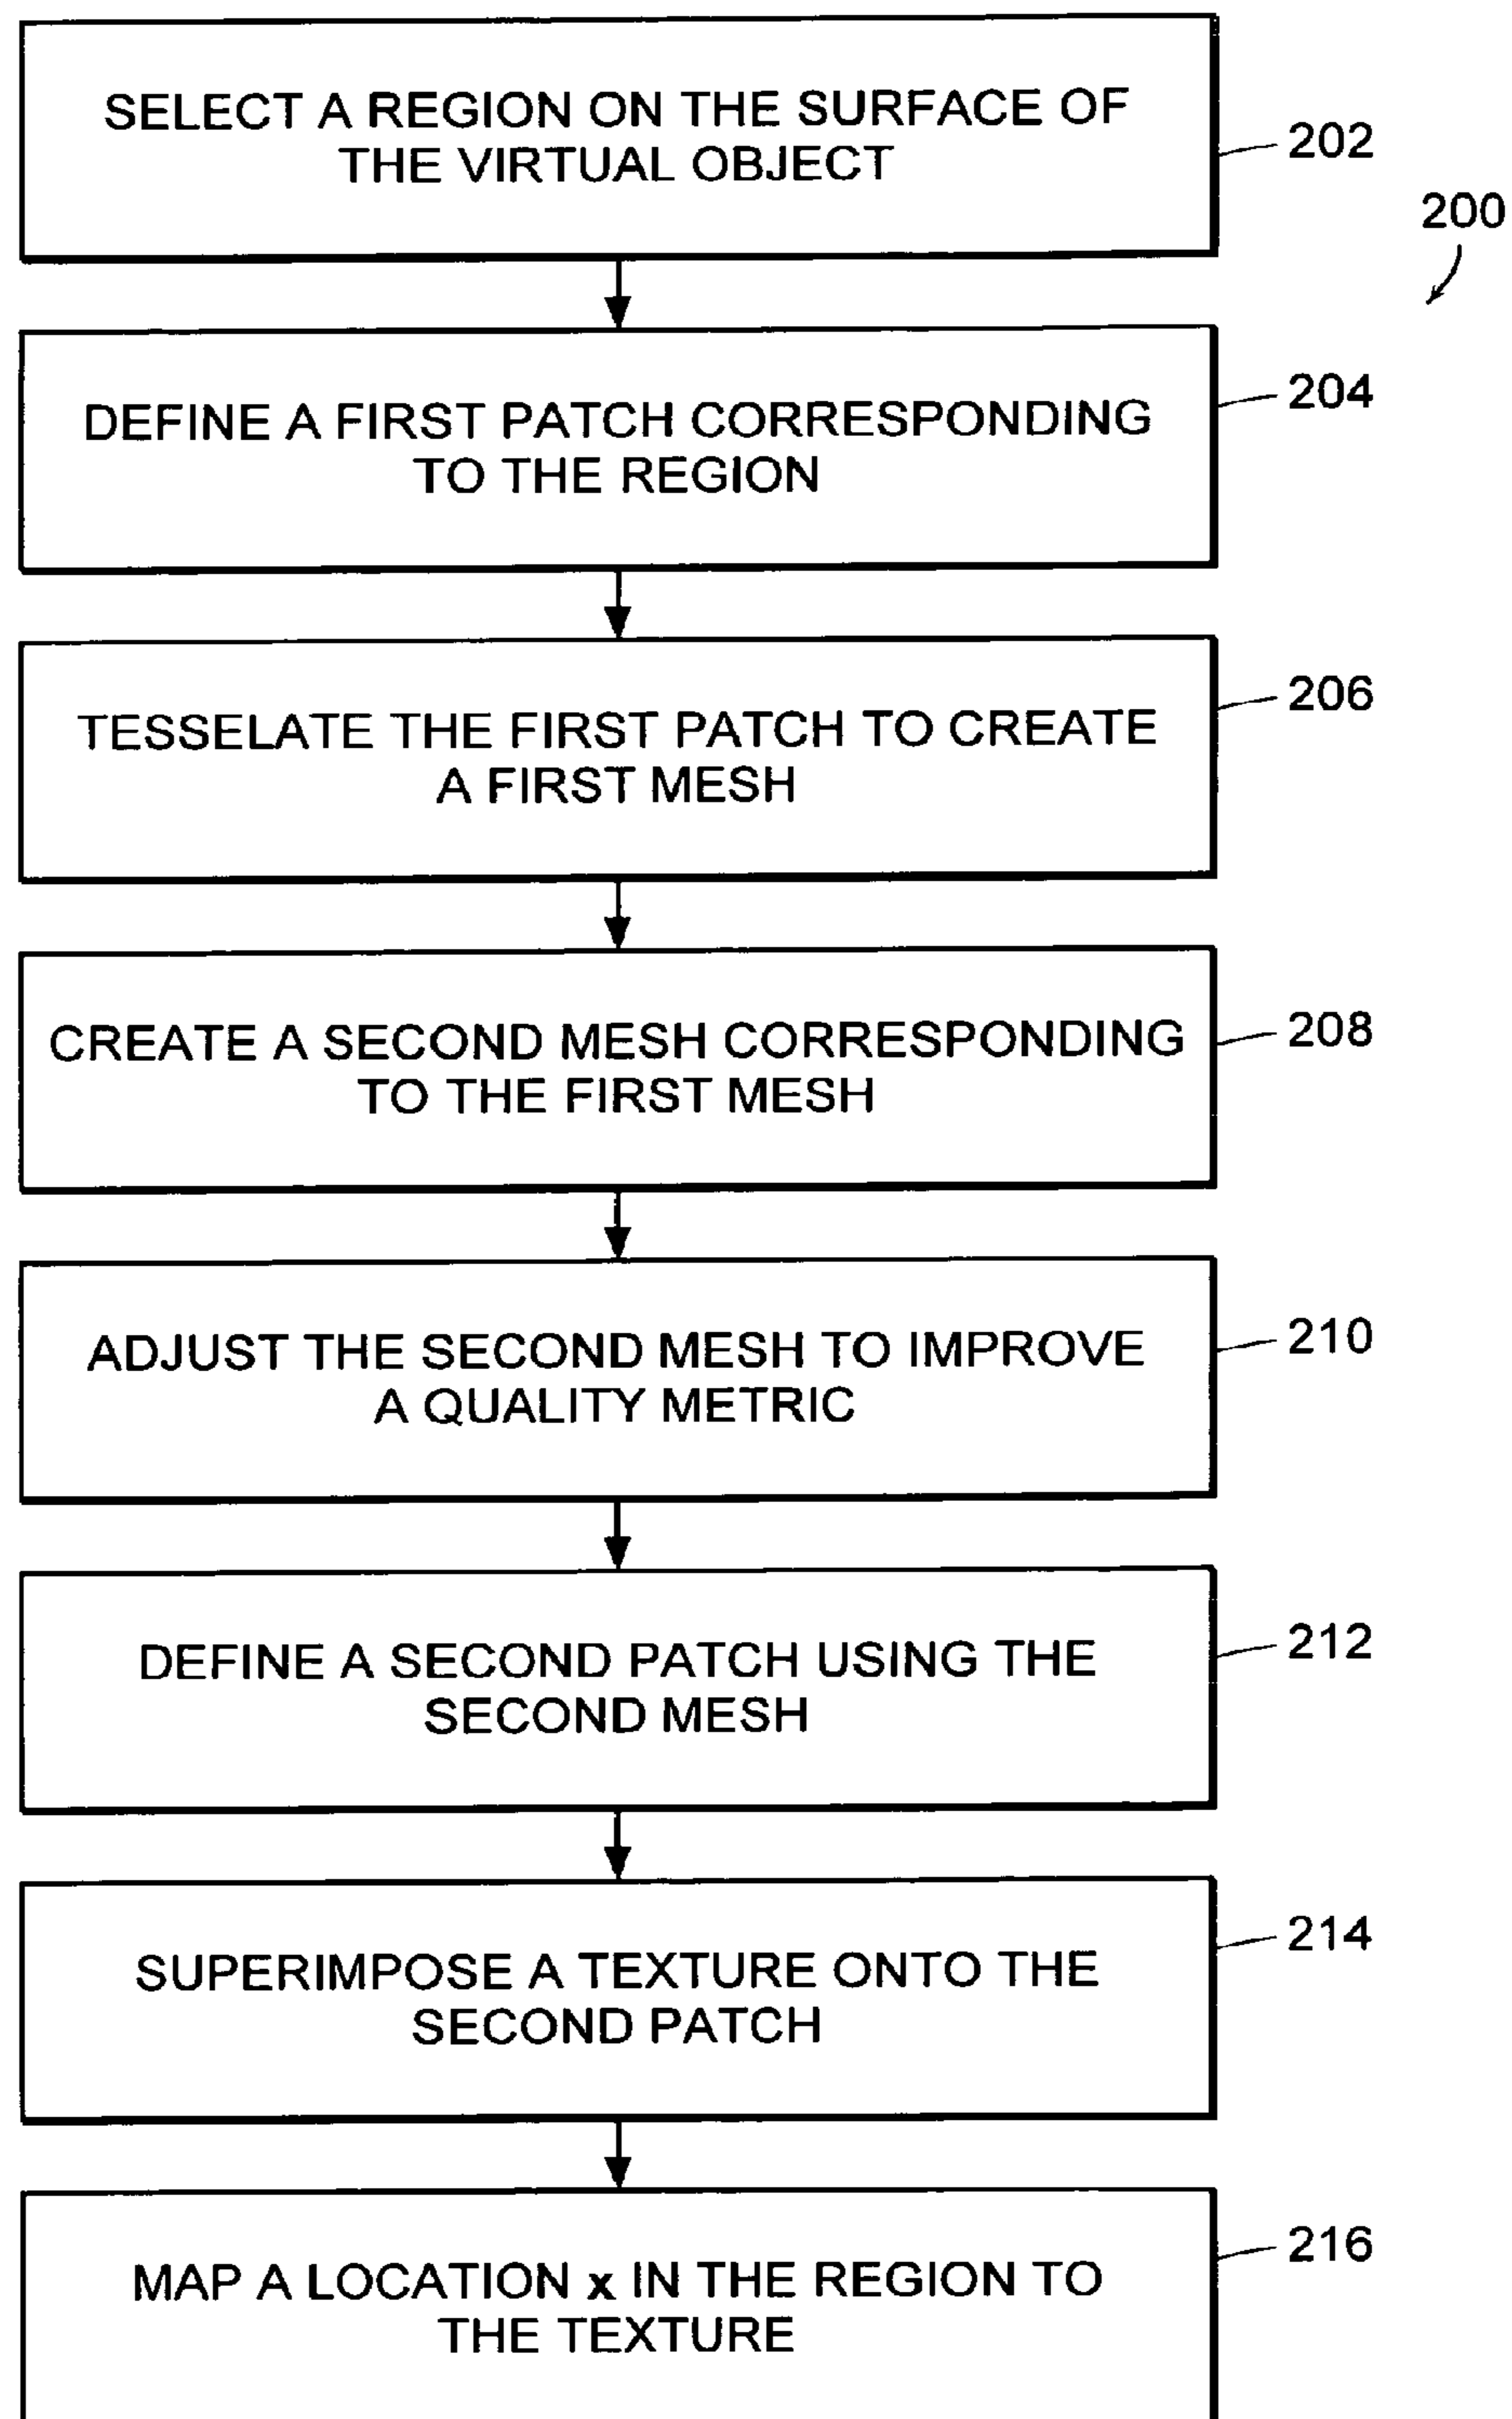 SELECT A REGION ON THE SURFACE OF
THE VIRTUAL OBJECT
202
200
DEFINE A FIRST PATCH CORRESPONDING
TO THE REGION
204
TESSELATE THE FIRST PATCH TO CREATE
A FIRST MESH
206
CREATE A SECOND MESH CORRESPONDING
TO THE FIRST MESH
208
ADJUST THE SECOND MESH TO IMPROVE
A QUALITY METRIC
210
DEFINE A SECOND PATCH USING THE
SECOND MESH
212
SUPERIMPOSE A TEXTURE ONTO THE
SECOND PATCH
214
MAP A LOCATION x IN THE REGION TO
THE TEXTURE
216